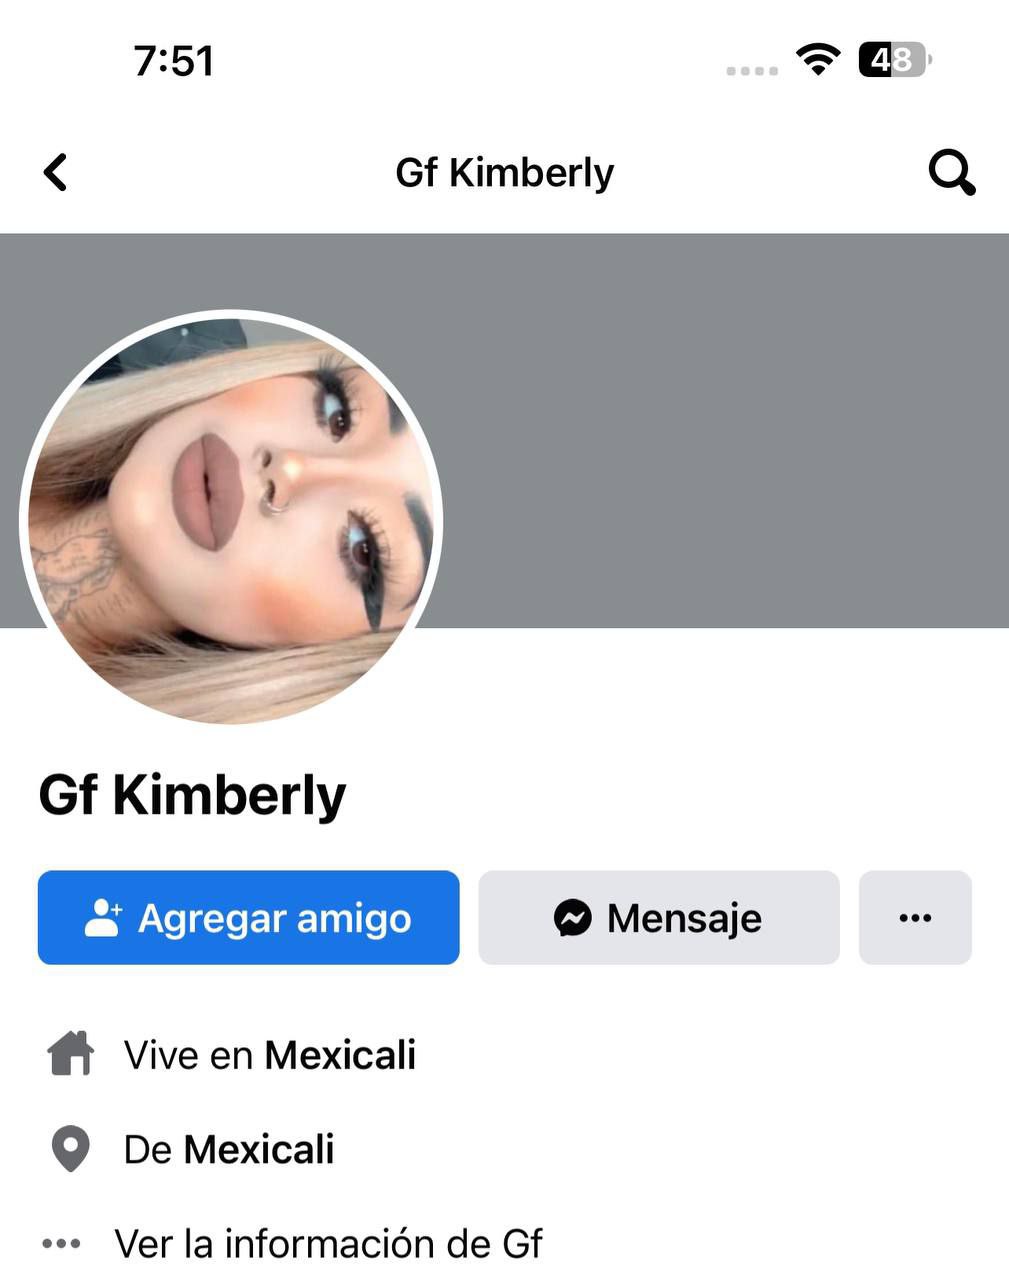 7:51
48
Gf Kimberly
Gf Kimberly
Agregar amigo
Mensaje
Vive en Mexicali
De Mexicali
Ver la información de Gf